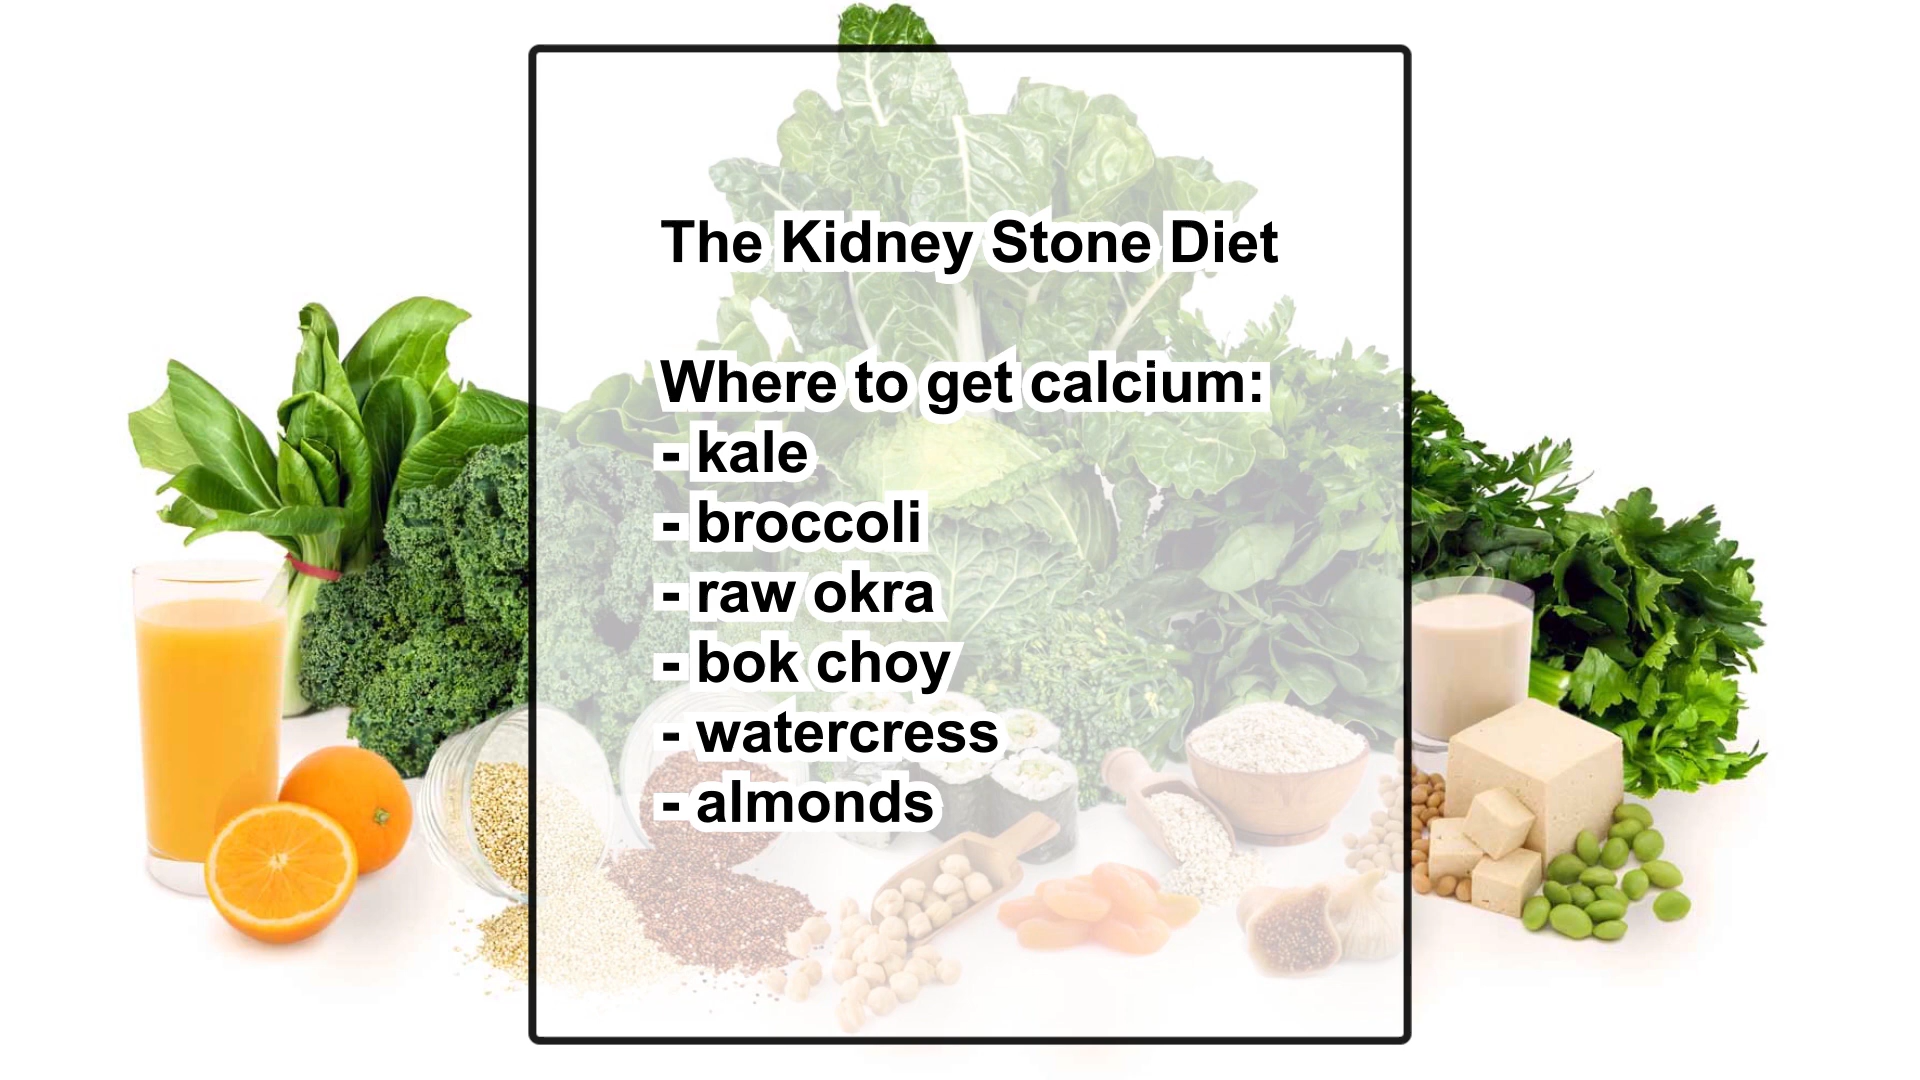 The Kidney Stone Diet
Where to get calcium:
- kale
- broccoli
- raw okra
- bok choy
- watercress
- almonds